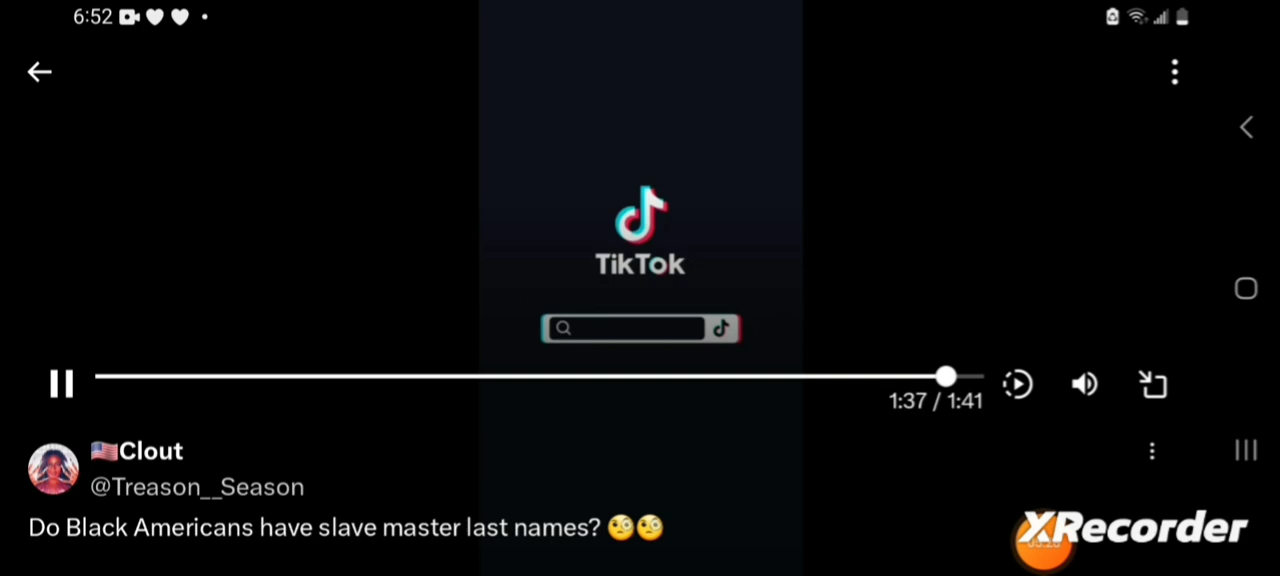 6:52
TikTok
1:37 / 1:41
🇺🇸Clout
@Treason__Season
Do Black Americans have slave master last names? 🧐🧐
XRecorder